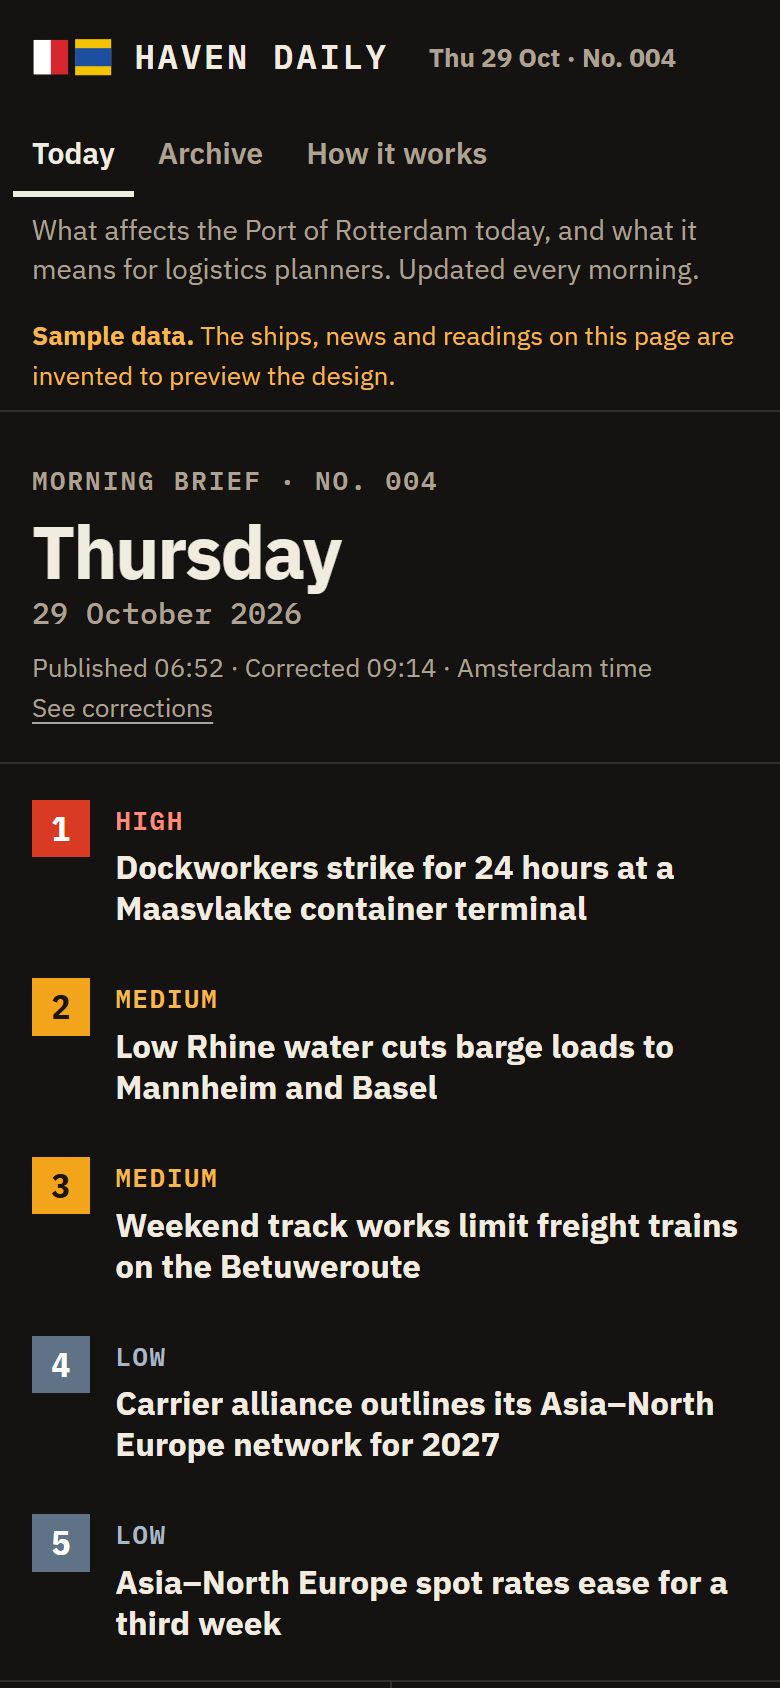 HAVEN DAILY Thu 29 Oct · No. 004
Today Archive How it works
What affects the Port of Rotterdam today, and what it
means for logistics planners. Updated every morning.
Sample data. The ships, news and readings on this page are
invented to preview the design.
MORNING BRIEF · NO. 004
Thursday
29 October 2026
Published 06:52 · Corrected 09:14 · Amsterdam time
See corrections
1 HIGH
Dockworkers strike for 24 hours at a
Maasvlakte container terminal
2 MEDIUM
Low Rhine water cuts barge loads to
Mannheim and Basel
3 MEDIUM
Weekend track works limit freight trains
on the Betuweroute
4 LOW
Carrier alliance outlines its Asia–North
Europe network for 2027
5 LOW
Asia–North Europe spot rates ease for a
third week